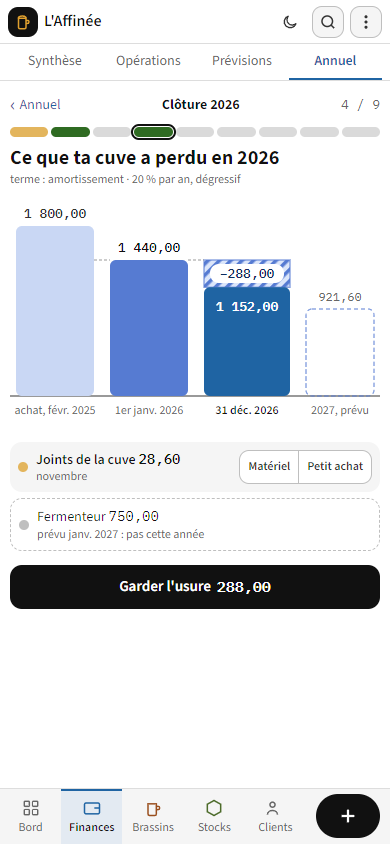 L'Affinée
Synthèse Opérations Prévisions Annuel
‹ Annuel Clôture 2026 4 / 9
Ce que ta cuve a perdu en 2026
terme : amortissement · 20 % par an, dégressif
1 800,00
1 440,00
−288,00
1 152,00
921,60
achat, févr. 2025 1er janv. 2026 31 déc. 2026 2027, prévu
Joints de la cuve 28,60
novembre
Matériel Petit achat
Fermenteur 750,00
prévu janv. 2027 : pas cette année
Garder l'usure 288,00
Bord Finances Brassins Stocks Clients